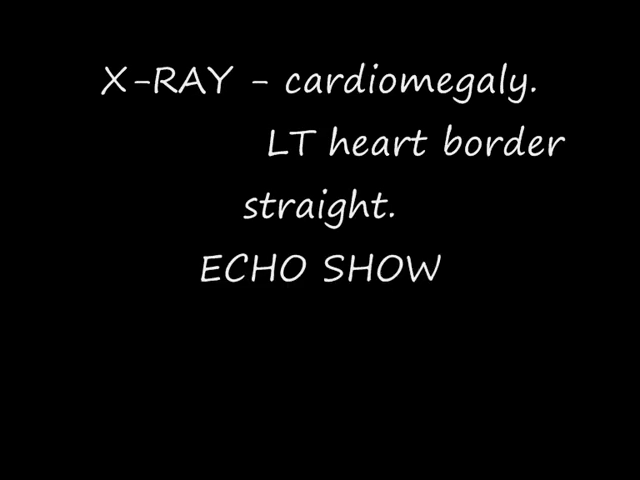 X-RAY - cardiomegaly.
LT heart border
straight.
ECHO SHOW